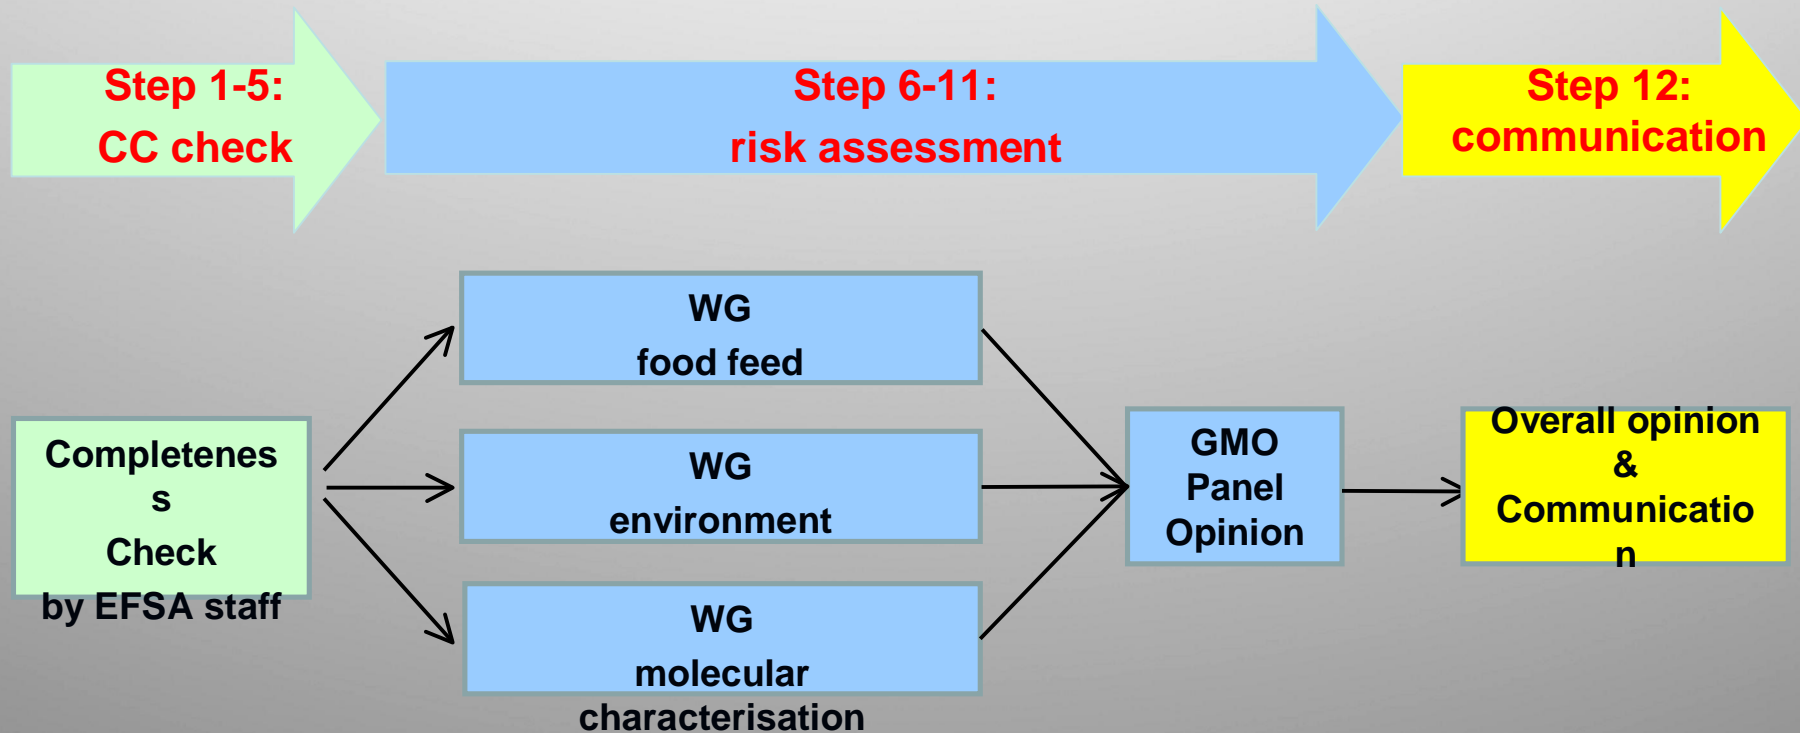 Step 1-5:
CC check
Step 6-11:
risk assessment
Step 12:
communication
WG
food feed
Completenes
s
Check
by EFSA staff
WG
environment
WG
molecular
characterisation
GMO
Panel
Opinion
Overall opinion
&
Communicatio
n